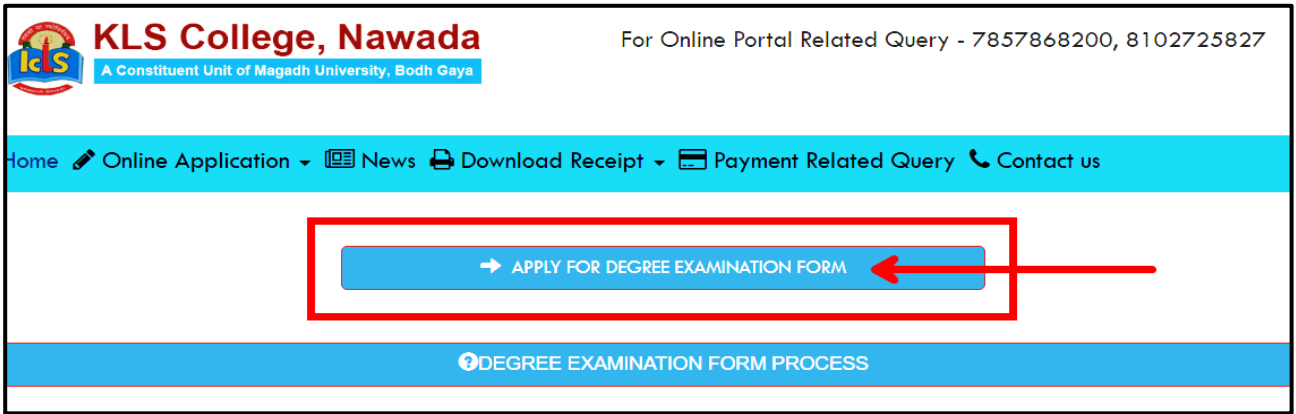 KLS College, Nawada
A Constituent Unit of Magadh University, Bodh Gaya
For Online Portal Related Query - 7857868200, 8102725827
Home Online Application News Download Receipt Payment Related Query Contact us
APPLY FOR DEGREE EXAMINATION FORM
DEGREE EXAMINATION FORM PROCESS